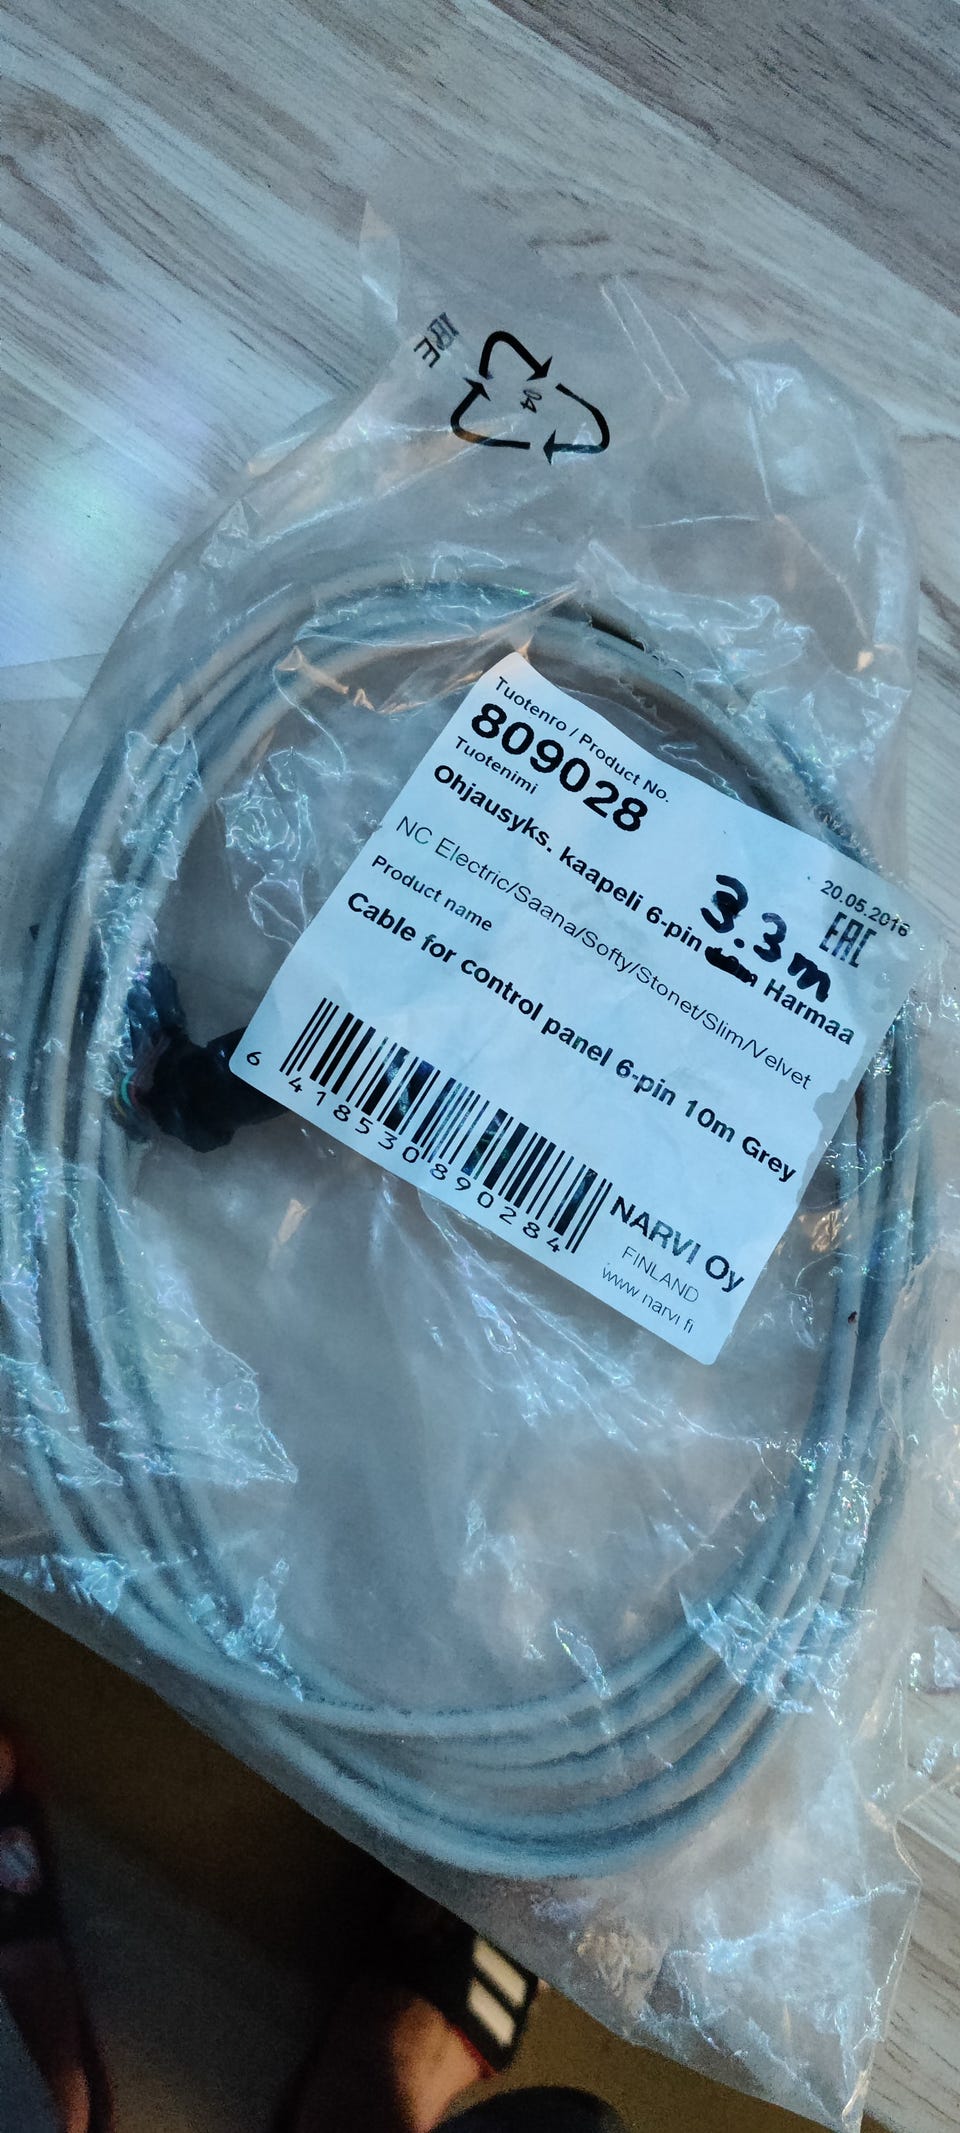 04
Tuotenro / Product No.
809028
20.05.2016
EAC
Tuotenimi
3.3m
Ohjausyks. kaapeli 6-pin Harmaa
NC Electric/Saana/Softy/Stonet/Slim/Velvet
Product name
Cable for control panel 6-pin 10m Grey
6 418530 890284
NARVI Oy
FINLAND
www.narvi.fi